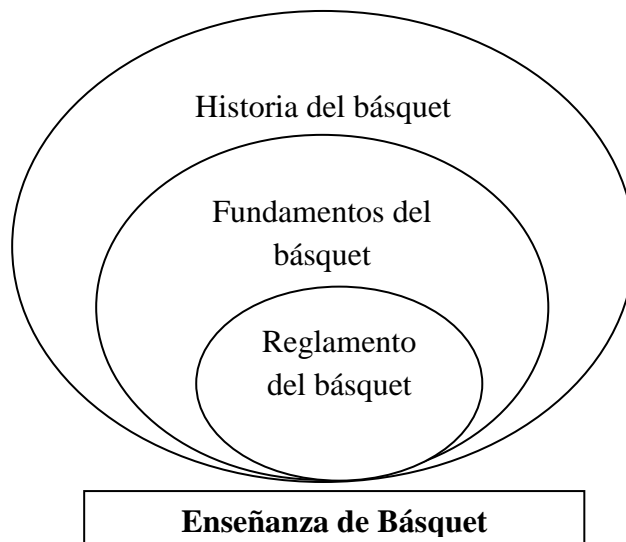 Historia del básquet
Fundamentos del
básquet
Reglamento
del básquet
Enseñanza de Básquet